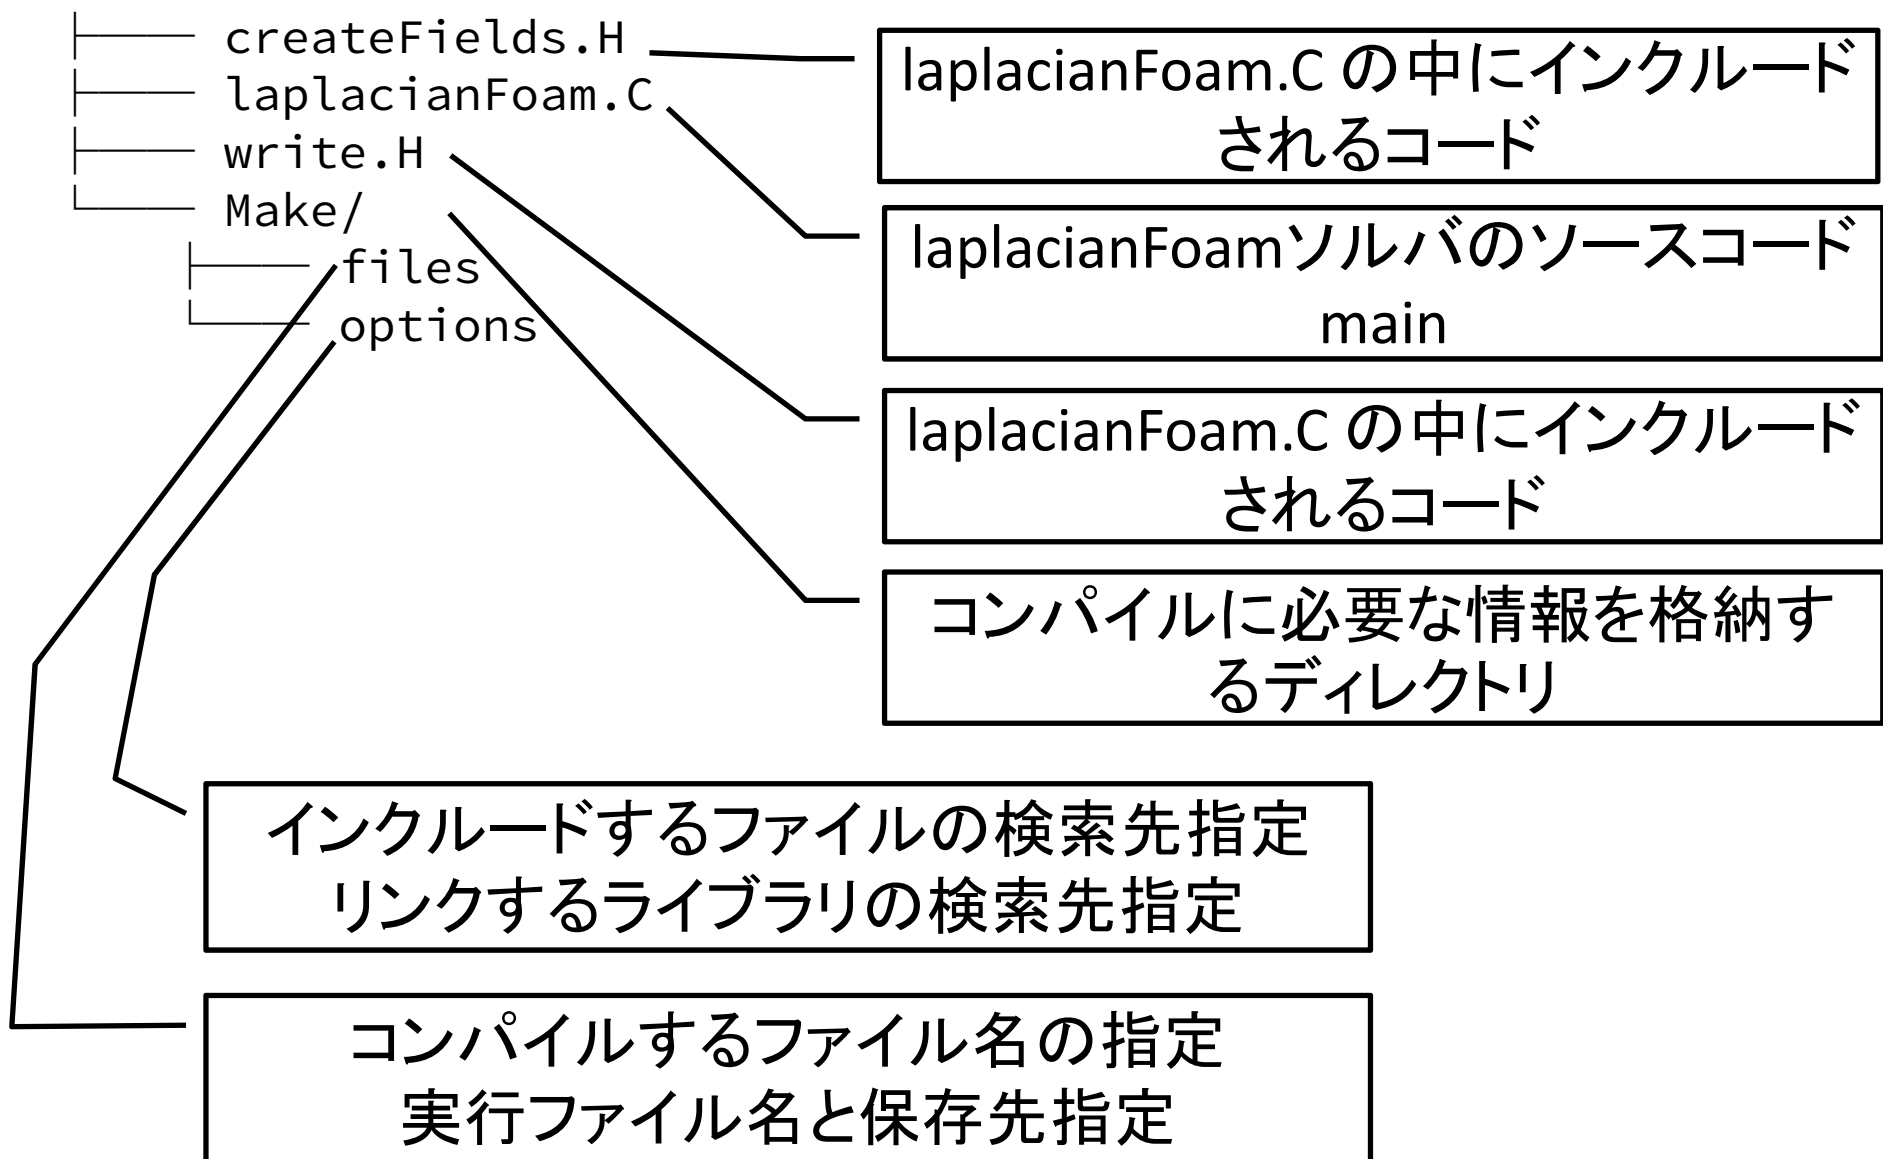 createFields.H
laplacianFoam.C
write.H
Make/
files
options
laplacianFoam.C の中にインクルード
されるコード
laplacianFoamソルバのソースコード
main
laplacianFoam.C の中にインクルード
されるコード
コンパイルに必要な情報を格納す
るディレクトリ
インクルードするファイルの検索先指定
リンクするライブラリの検索先指定
コンパイルするファイル名の指定
実行ファイル名と保存先指定